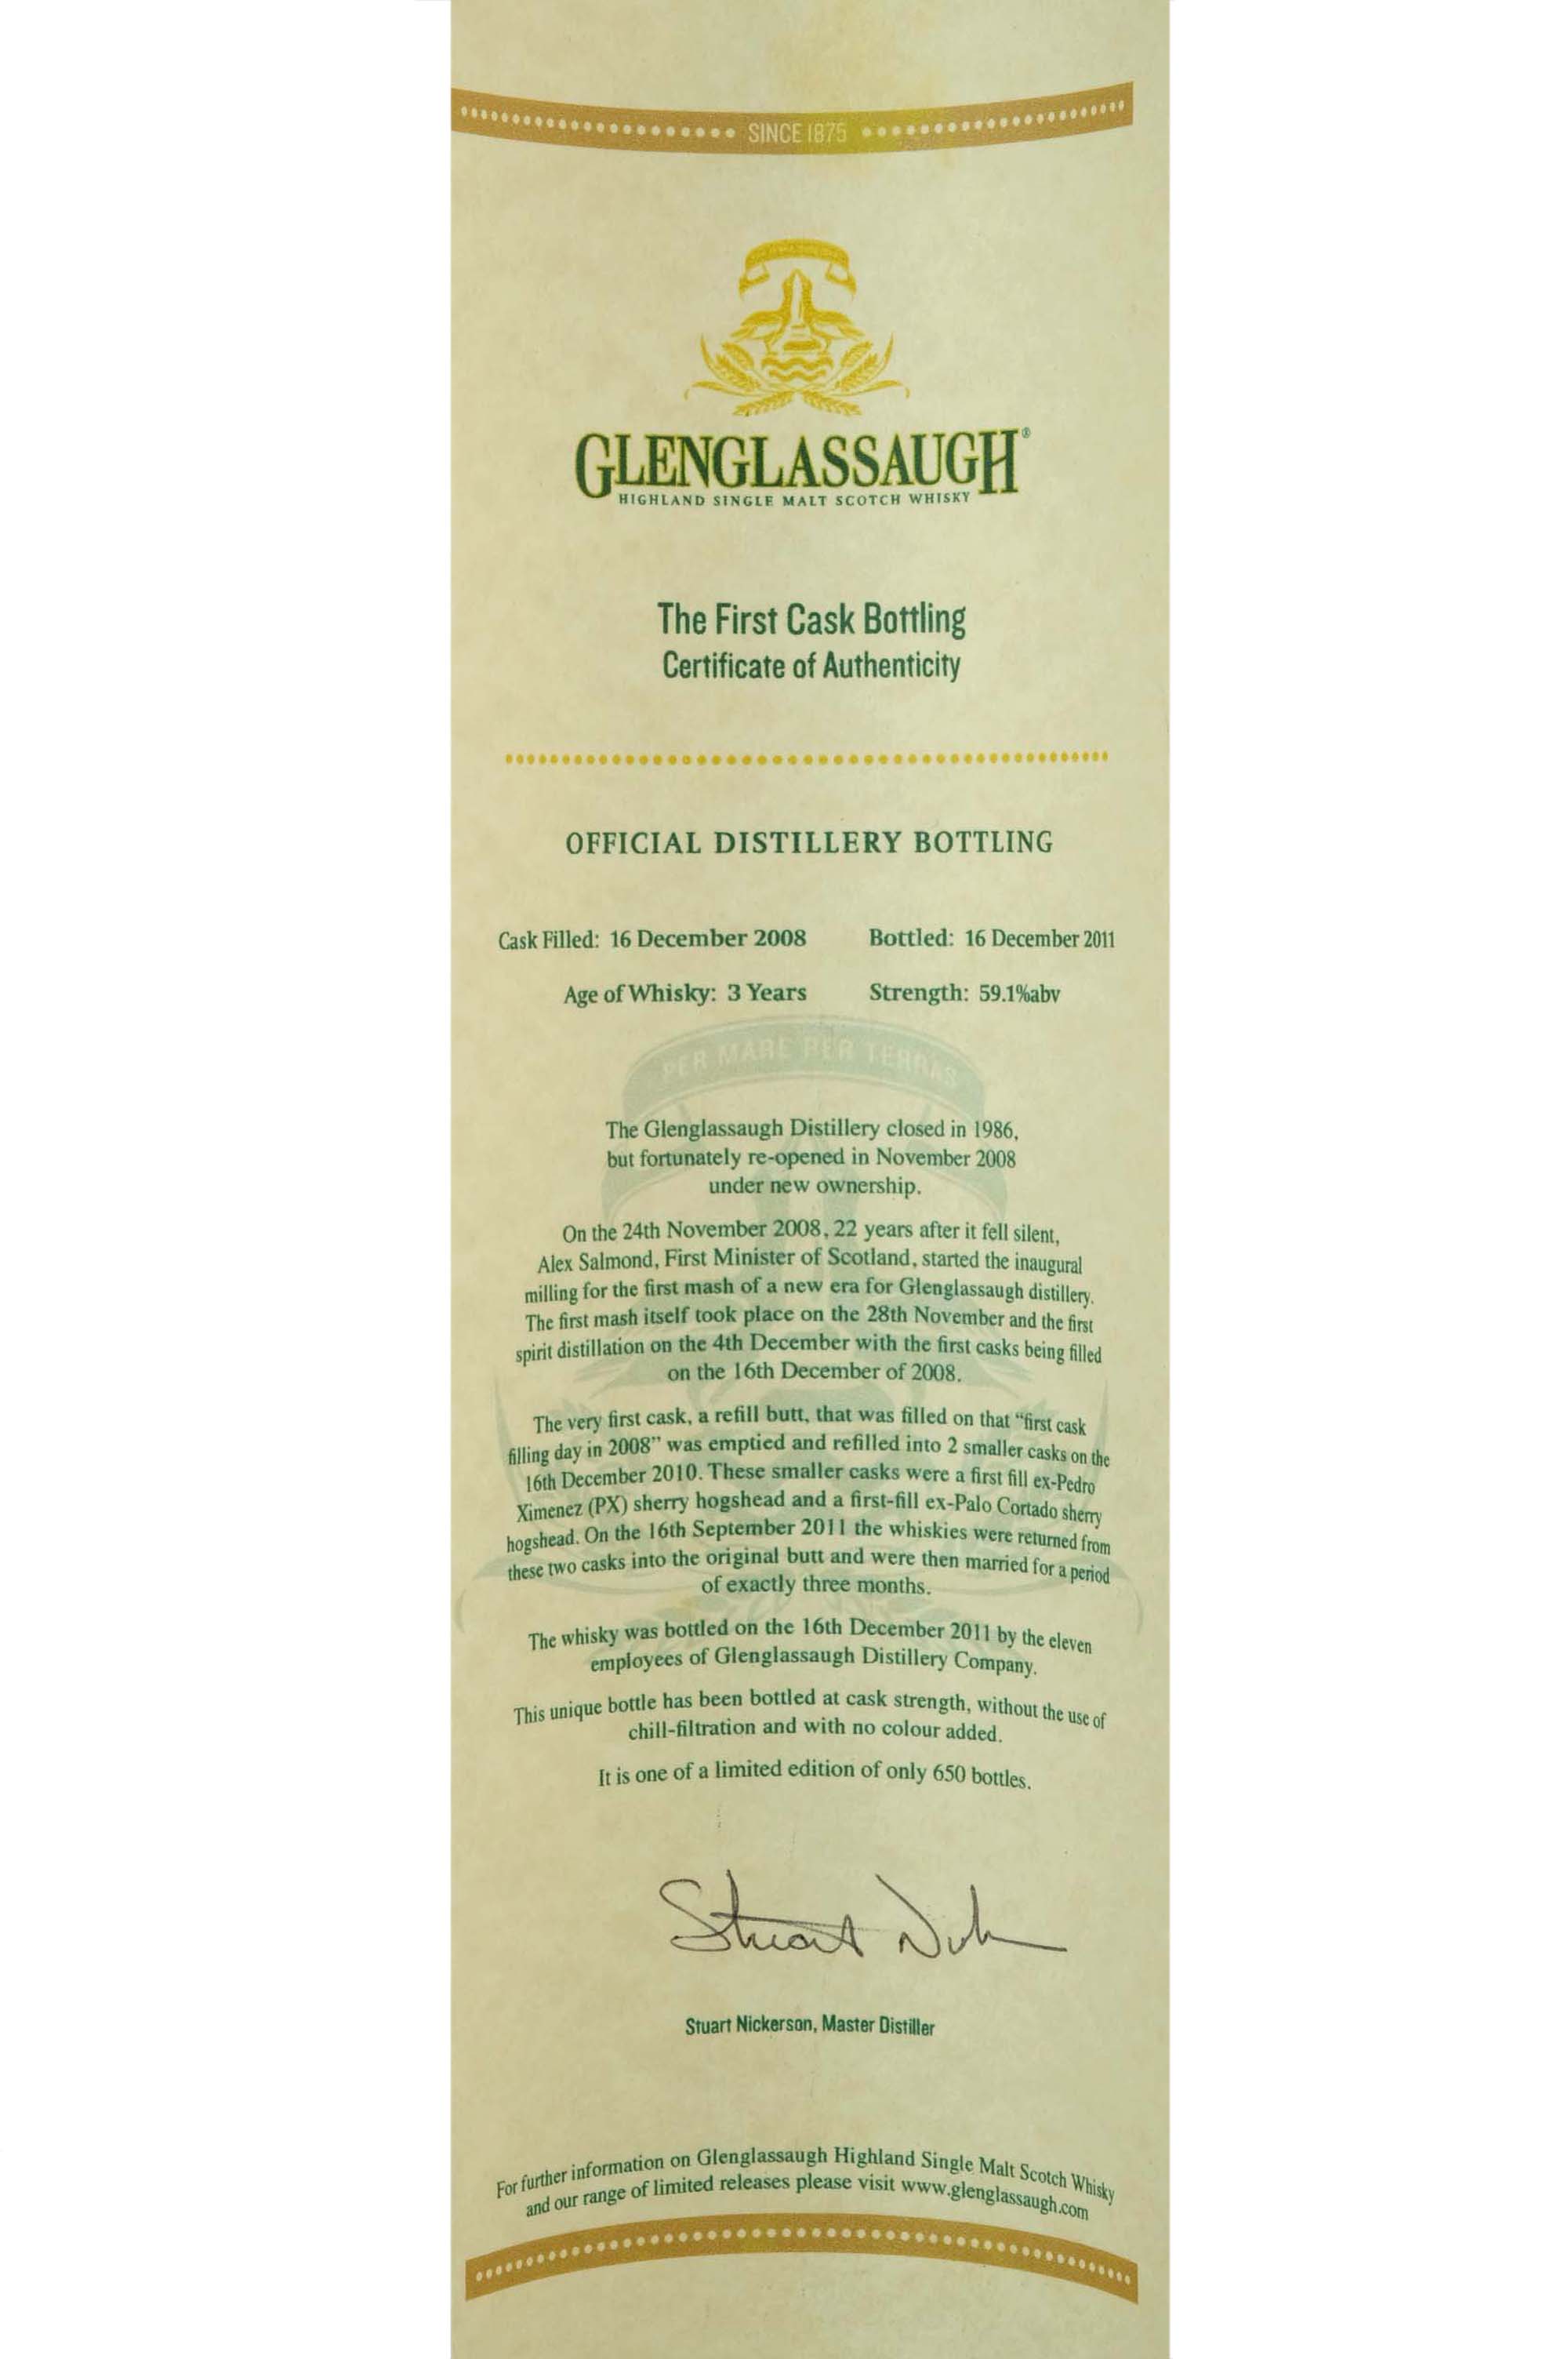 SINCE 1875
GLENGLASSAUGH®
HIGHLAND SINGLE MALT SCOTCH WHISKY
The First Cask Bottling
Certificate of Authenticity
OFFICIAL DISTILLERY BOTTLING
Cask Filled: 16 December 2008 Bottled: 16 December 2011
Age of Whisky: 3 Years Strength: 59.1%abv
PER MARE PER TERRAS
The Glenglassaugh Distillery closed in 1986,
but fortunately re-opened in November 2008
under new ownership.
On the 24th November 2008, 22 years after it fell silent,
Alex Salmond, First Minister of Scotland, started the inaugural
milling for the first mash of a new era for Glenglassaugh distillery.
The first mash itself took place on the 28th November and the first
spirit distillation on the 4th December with the first casks being filled
on the 16th December of 2008.
The very first cask, a refill butt, that was filled on that “first cask
filling day in 2008” was emptied and refilled into 2 smaller casks on the
16th December 2010. These smaller casks were a first fill ex-Pedro
Ximenez (PX) sherry hogshead and a first-fill ex-Palo Cortado sherry
hogshead. On the 16th September 2011 the whiskies were returned from
these two casks into the original butt and were then married for a period
of exactly three months.
The whisky was bottled on the 16th December 2011 by the eleven
employees of Glenglassaugh Distillery Company.
This unique bottle has been bottled at cask strength, without the use of
chill-filtration and with no colour added.
It is one of a limited edition of only 650 bottles.
Stuart
Stuart Nickerson, Master Distiller
For further information on Glenglassaugh Highland Single Malt Scotch Whisky
and our range of limited releases please visit www.glenglassaugh.com